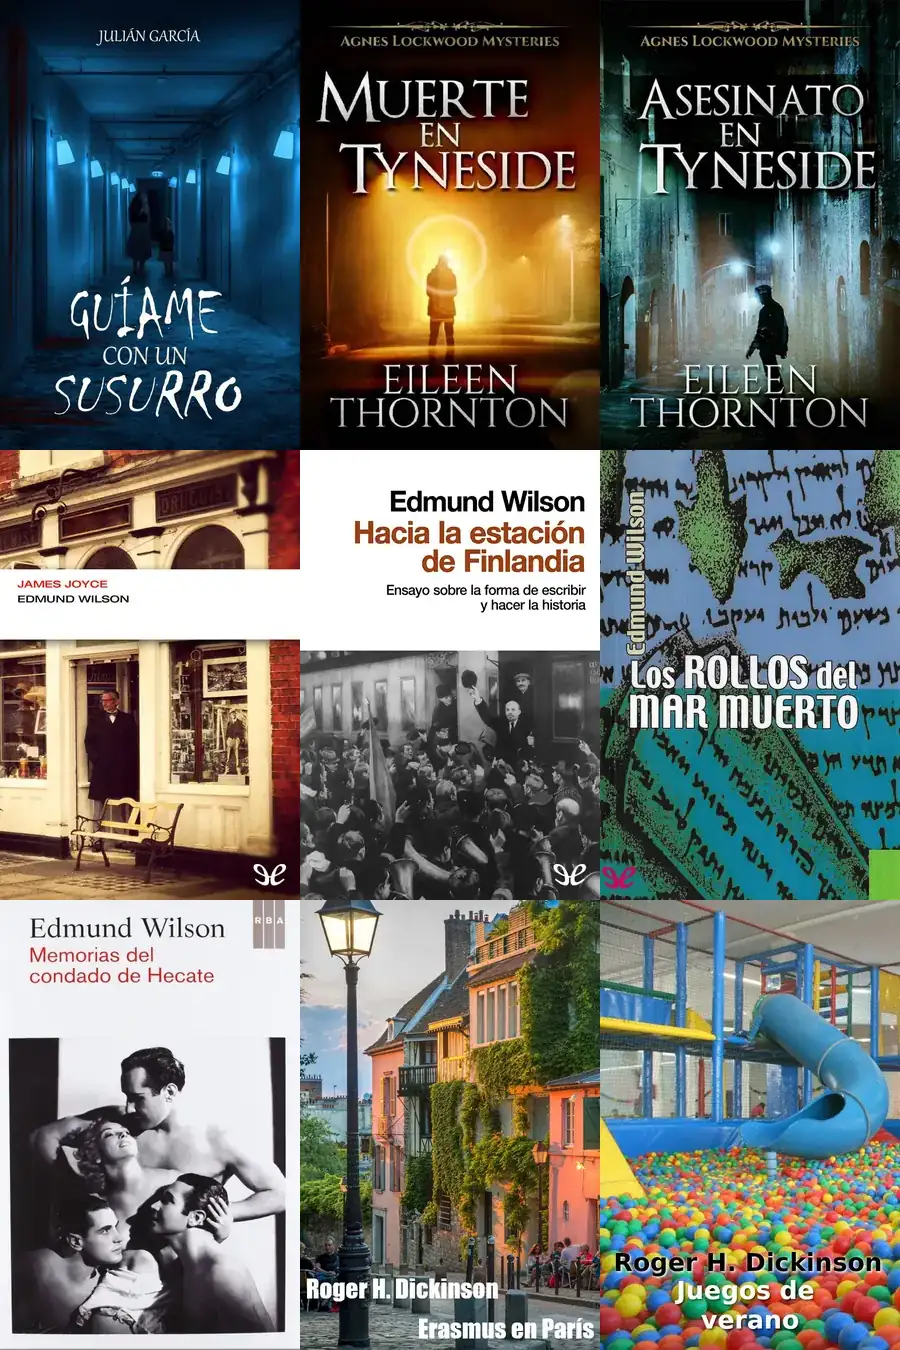 JULIÁN GARCÍA
GUÍAME
CON UN
SUSURRO
AGNES LOCKWOOD MYSTERIES
MUERTE
EN
TYNESIDE
EILEEN
THORNTON
AGNES LOCKWOOD MYSTERIES
ASESINATO
EN
TYNESIDE
EILEEN
THORNTON
DRUGGIST
JAMES JOYCE
EDMUND WILSON
Edmund Wilson
Hacia la estación
de Finlandia
Ensayo sobre la forma de escribir
y hacer la historia
Edmund Wilson
Los ROLLOS del
MAR MUERTO
RBA
Edmund Wilson
Memorias del
condado de Hecate
Roger H. Dickinson
Erasmus en París
Roger H. Dickinson
Juegos de
verano